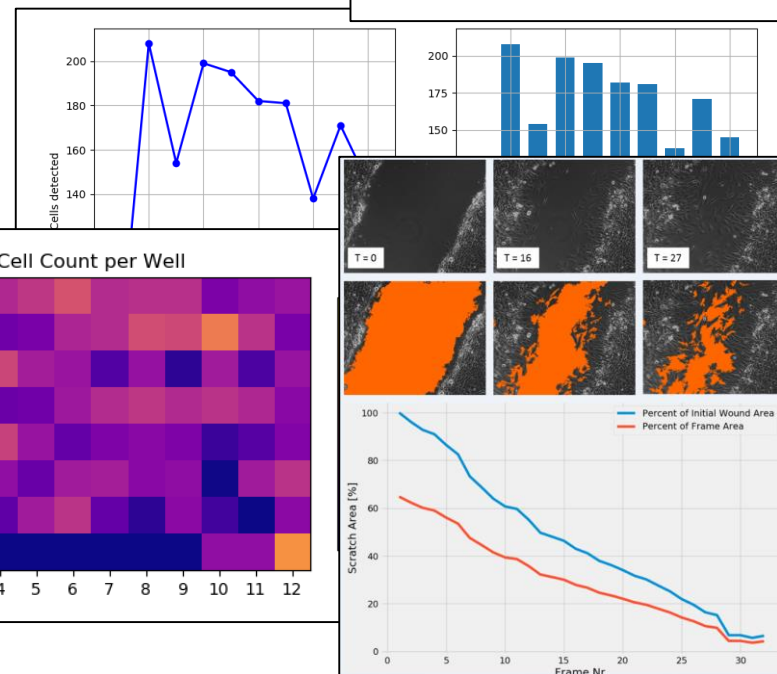 200
180
160
140
Cells detected
200
175
150
Cell Count per Well
5 6 7 8 9 10 11 12
T = 0
T = 16
T = 27
Percent of Initial Wound Area
Percent of Frame Area
100
80
60
40
20
0
Scratch Area [%]
0 5 10 15 20 25 30
Frame Nr